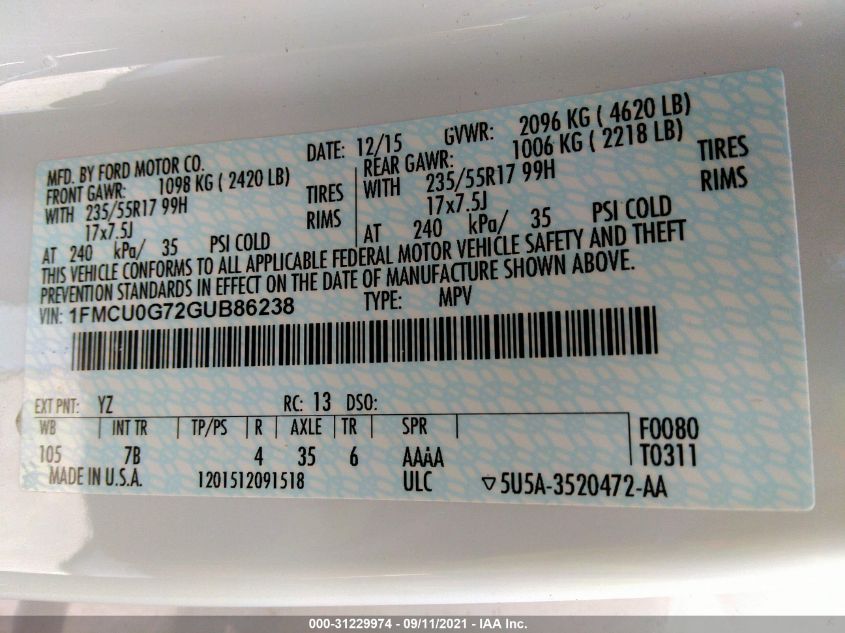 MFD. BY FORD MOTOR CO. DATE: 12/15 GVWR: 2096 KG ( 4620 LB)
FRONT GAWR: 1098 KG ( 2420 LB) REAR GAWR: 1006 KG ( 2218 LB)
WITH 235/55R17 99H TIRES WITH 235/55R17 99H TIRES
17x7.5J RIMS 17x7.5J RIMS
AT 240 kPa/ 35 PSI COLD AT 240 kPa/ 35 PSI COLD
THIS VEHICLE CONFORMS TO ALL APPLICABLE FEDERAL MOTOR VEHICLE SAFETY AND THEFT
PREVENTION STANDARDS IN EFFECT ON THE DATE OF MANUFACTURE SHOWN ABOVE.
VIN: 1FMCU0G72GUB86238 TYPE: MPV
EXT PNT: YZ RC: 13 DSO:
WB INT TR TP/PS R AXLE TR SPR F0080
105 7B 4 35 6 AAAA T0311
MADE IN U.S.A. 1201512091518 ULC ▽5U5A-3520472-AA
000-31229974 - 09/11/2021 - IAA Inc.